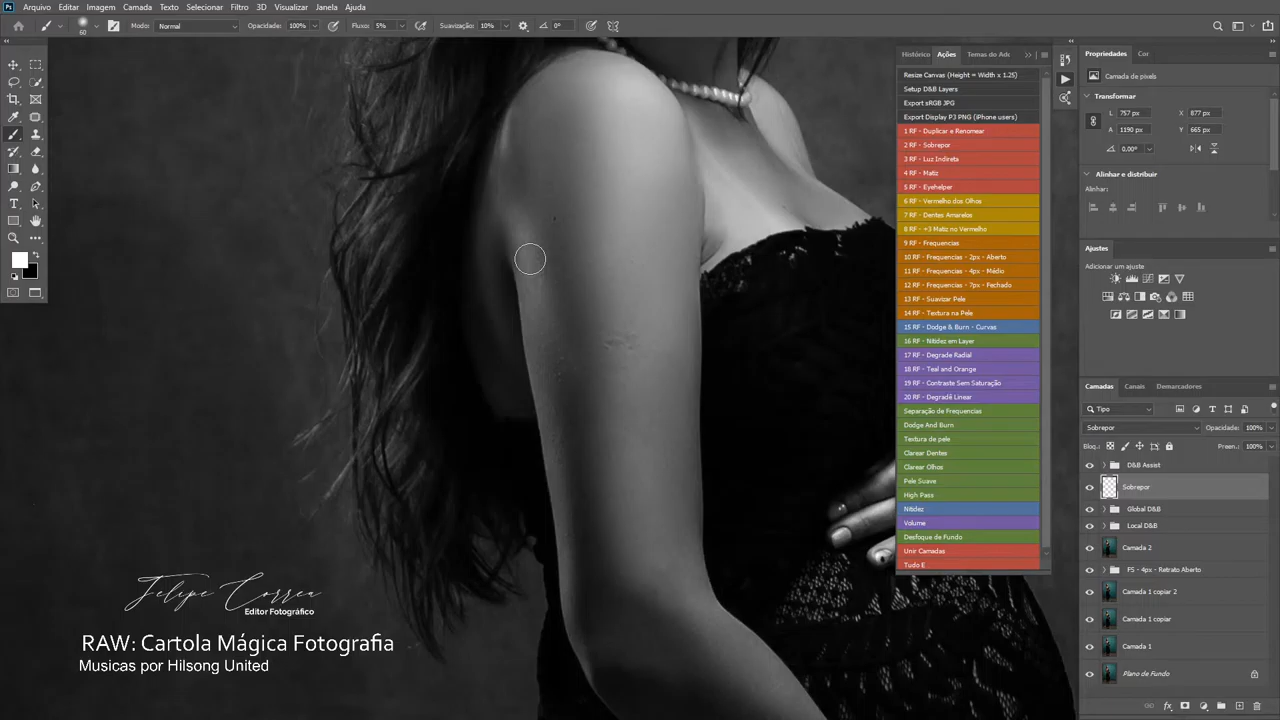 Arquivo Editar Imagem Camada Texto Selecionar Filtro 3D Visualizar Janela Ajuda
Modo: Normal Opacidade: 100% Fluxo: 5% Suavização: 10% 0°
60
Histórico Ações Temas do Ado
Resize Canvas (Height = Width x 1.25)
Setup D&B Layers
Export sRGB JPG
Export Display P3 PNG (iPhone users)
1 RF - Duplicar e Renomear
2 RF - Sobrepor
3 RF - Luz Indireta
4 RF - Matiz
5 RF - Eyehelper
6 RF - Vermelho dos Olhos
7 RF - Dentes Amarelos
8 RF - +3 Matiz no Vermelho
9 RF - Frequencias
10 RF - Frequencias - 2px - Aberto
11 RF - Frequencias - 4px - Médio
12 RF - Frequencias - 7px - Fechado
13 RF - Suavizar Pele
14 RF - Textura na Pele
15 RF - Dodge & Burn - Curvas
16 RF - Nitidez em Layer
17 RF - Degrade Radial
18 RF - Teal and Orange
19 RF - Contraste Sem Saturação
20 RF - Degradê Linear
Separação de Frequencias
Dodge And Burn
Textura de pele
Clarear Dentes
Clarear Olhos
Pele Suave
High Pass
Nitidez
Volume
Desfoque de Fundo
Unir Camadas
Tudo E
Propriedades Cor
Camada de pixels
Transformar
L 757 px X 877 px
A 1190 px Y 665 px
0,00°
Alinhar e distribuir
Alinhar:
Ajustes
Adicionar um ajuste
Camadas Canais Demarcadores
Tipo
Sobrepor Opacidade: 100%
Bloq.: Preen.: 100%
D&B Assist
Sobrepor
Global D&B
Local D&B
Camada 2
FS - 4px - Retrato Aberto
Camada 1 copiar 2
Camada 1 copiar
Camada 1
Plano de Fundo
Felipe Correa
Editor Fotográfico
RAW: Cartola Mágica Fotografia
Musicas por Hilsong United